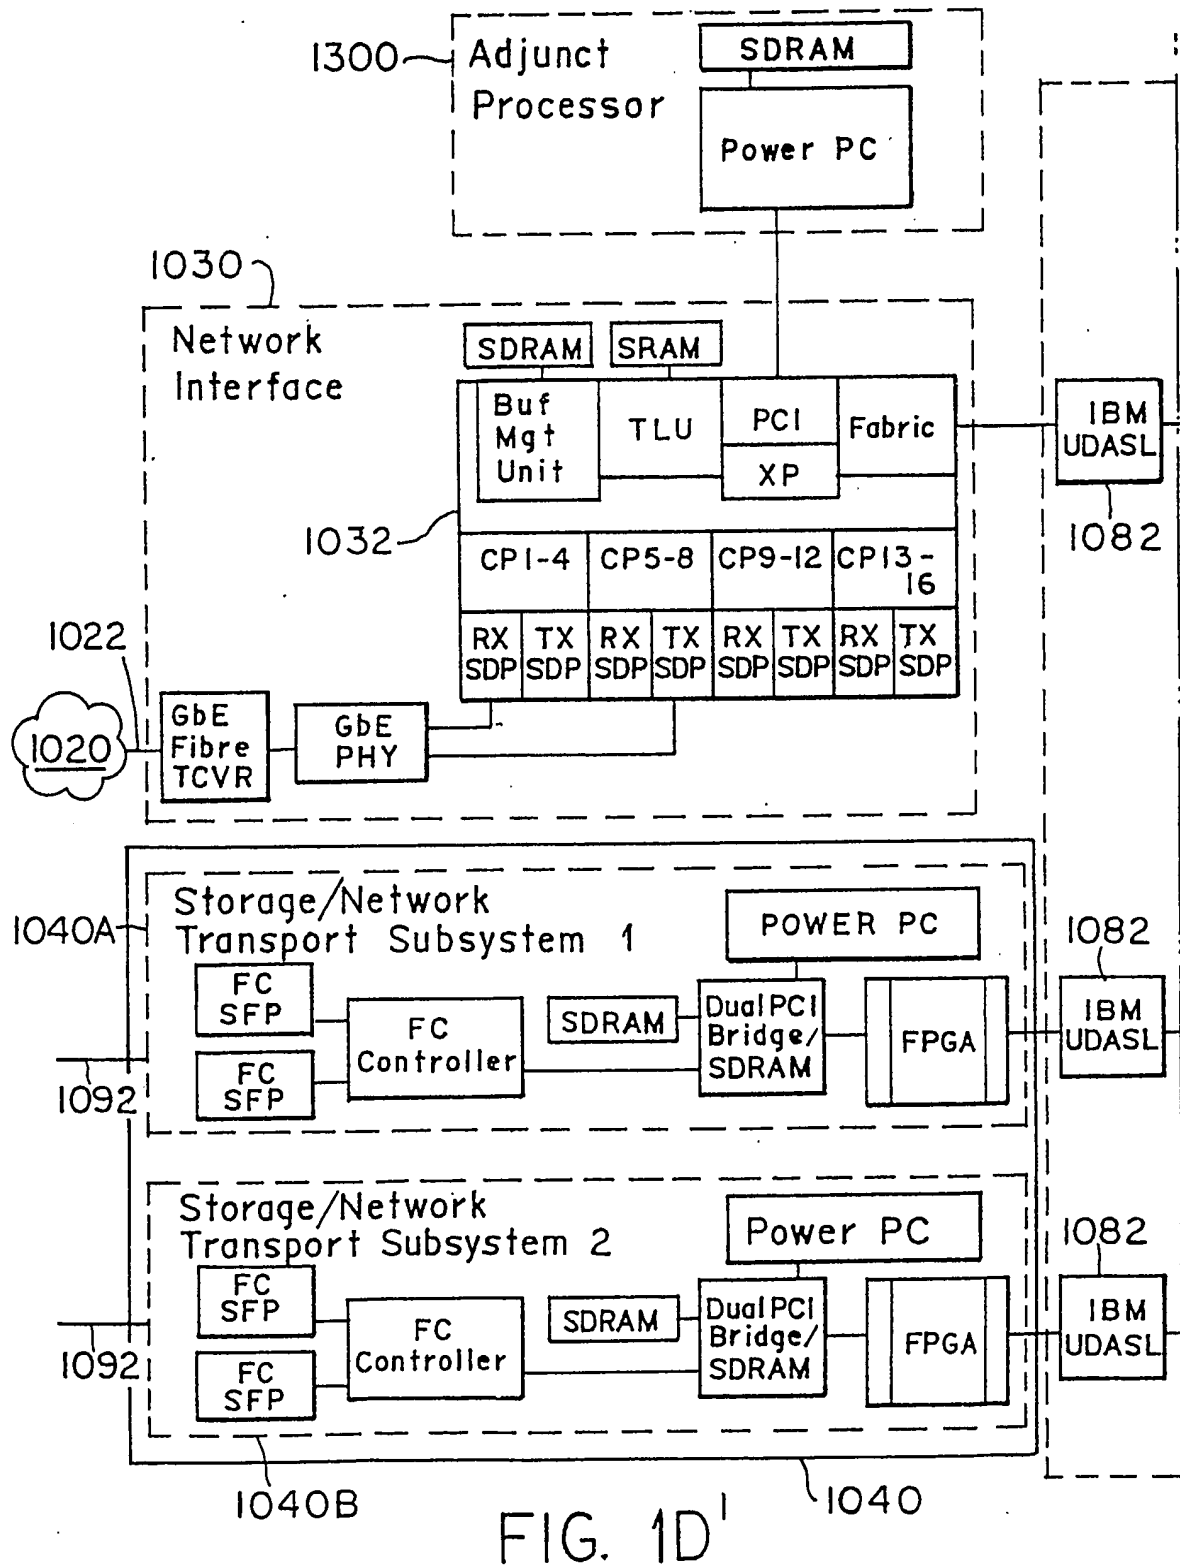 1300
Adjunct
Processor
SDRAM
Power PC
1030
Network
Interface
SDRAM
SRAM
Buf
Mgt
Unit
TLU
PCI
XP
Fabric
IBM
UDASL
1082
1032
CP1-4
CP5-8
CP9-12
CP13-
16
RX
SDP
TX
SDP
RX
SDP
TX
SDP
RX
SDP
TX
SDP
RX
SDP
TX
SDP
1022
1020
GbE
Fibre
TCVR
GbE
PHY
1040A
Storage/Network
Transport Subsystem 1
POWER PC
FC
SFP
FC
SFP
FC
Controller
SDRAM
Dual PCI
Bridge/
SDRAM
FPGA
1082
IBM
UDASL
1092
Storage/Network
Transport Subsystem 2
Power PC
FC
SFP
FC
SFP
FC
Controller
SDRAM
Dual PCI
Bridge/
SDRAM
FPGA
1082
IBM
UDASL
1092
1040B
1040
FIG. 1D'